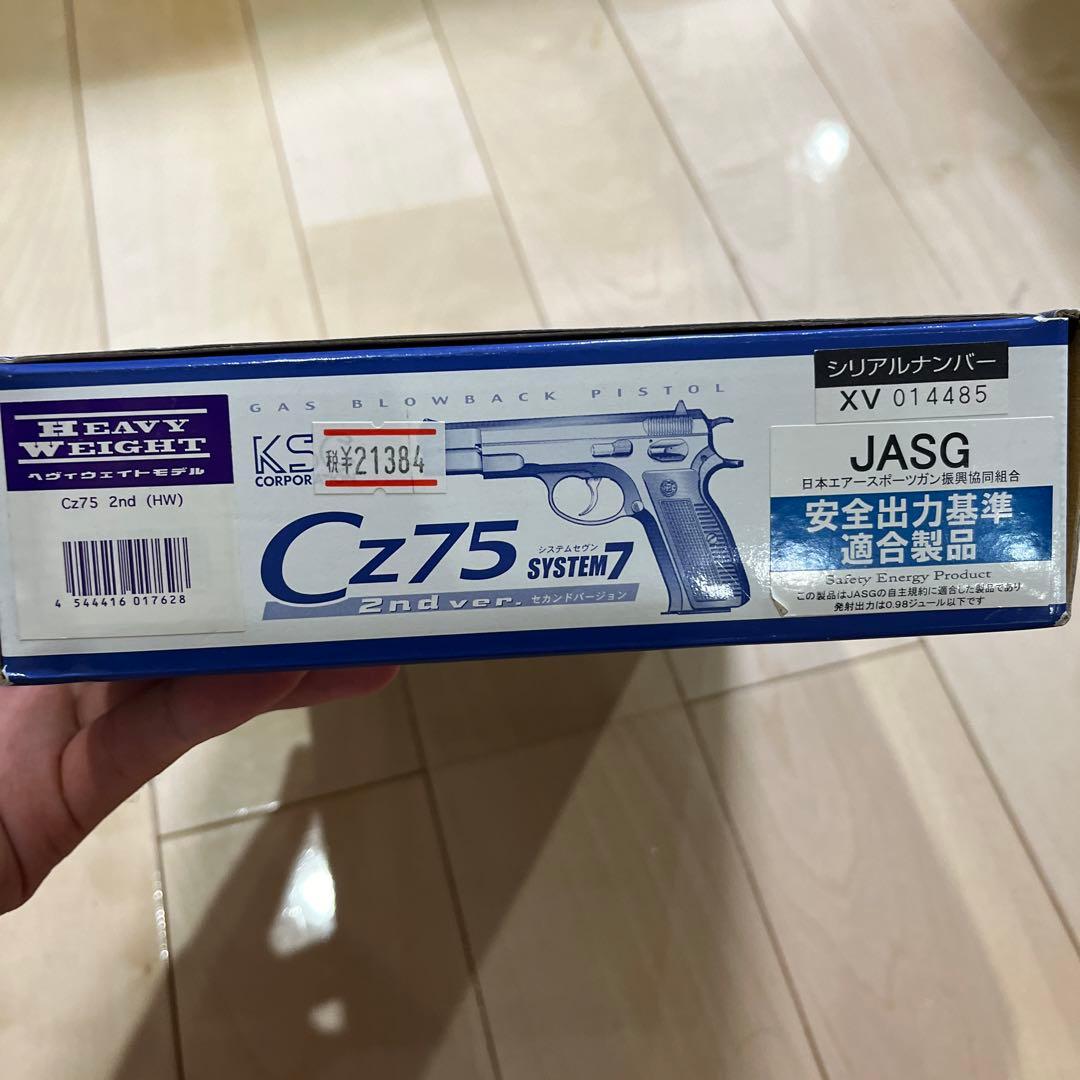 HEAVY
WEIGHT
ヘヴィウェイトモデル
Cz75 2nd (HW)
4 544416 017628
GAS BLOWBACK PISTOL
KS
CORPOR
税¥21384
Cz75
システムセヴン
SYSTEM7
2nd ver. セカンドバージョン
シリアルナンバー
XV 014485
JASG
日本エアースポーツガン振興協同組合
安全出力基準
適合製品
Safety Energy Product
この製品はJASGの自主規約に適合した製品であり
発射出力は0.98ジュール以下です